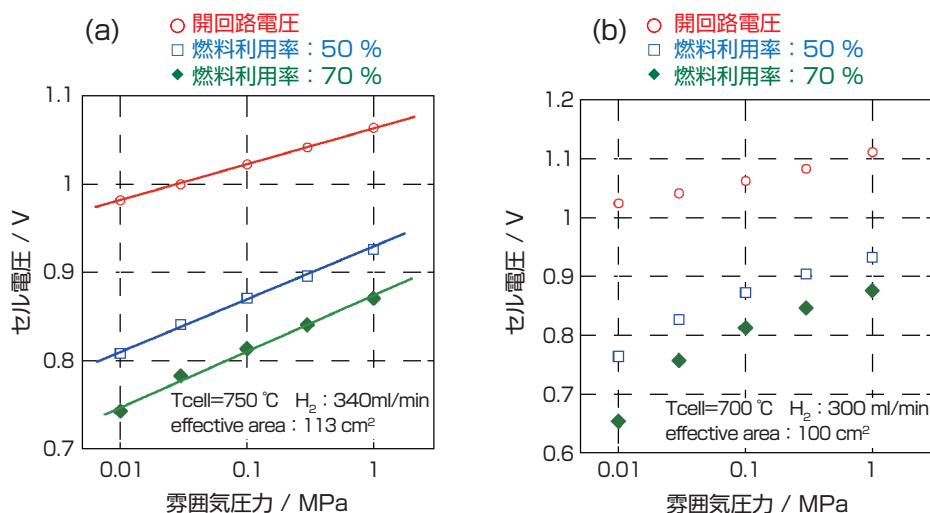 (a)
○ 開回路電圧
□ 燃料利用率：50 %
◆ 燃料利用率：70 %
1.1
1
0.9
0.8
0.7
セル電圧 / V
Tcell=750 ℃ H₂：340ml/min
effective area：113 cm²
0.01
0.1
1
雰囲気圧力 / MPa
(b)
○ 開回路電圧
□ 燃料利用率：50 %
◆ 燃料利用率：70 %
1.2
1.1
1
0.9
0.8
0.7
0.6
セル電圧 / V
Tcell=700 ℃ H₂：300 ml/min
effective area：100 cm²
0.01
0.1
1
雰囲気圧力 / MPa